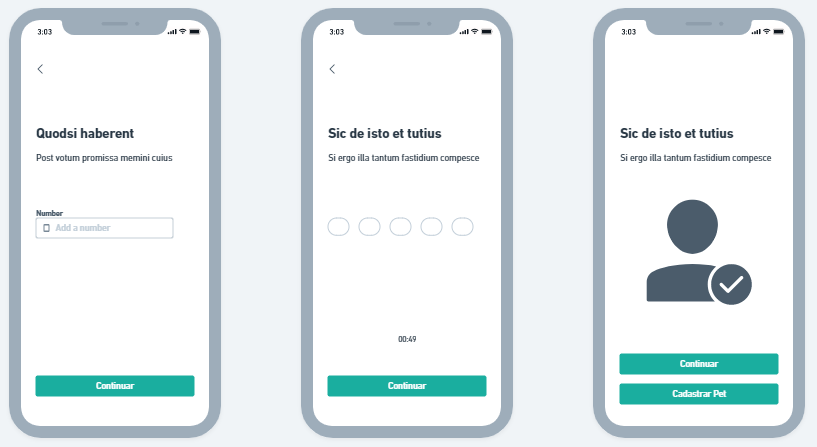 3:03
Quodsi haberent
Post votum promissa memini cuius
Number
Add a number
Continuar
3:03
Sic de isto et tutius
Si ergo illa tantum fastidium compesce
00:49
Continuar
3:03
Sic de isto et tutius
Si ergo illa tantum fastidium compesce
Continuar
Cadastrar Pet